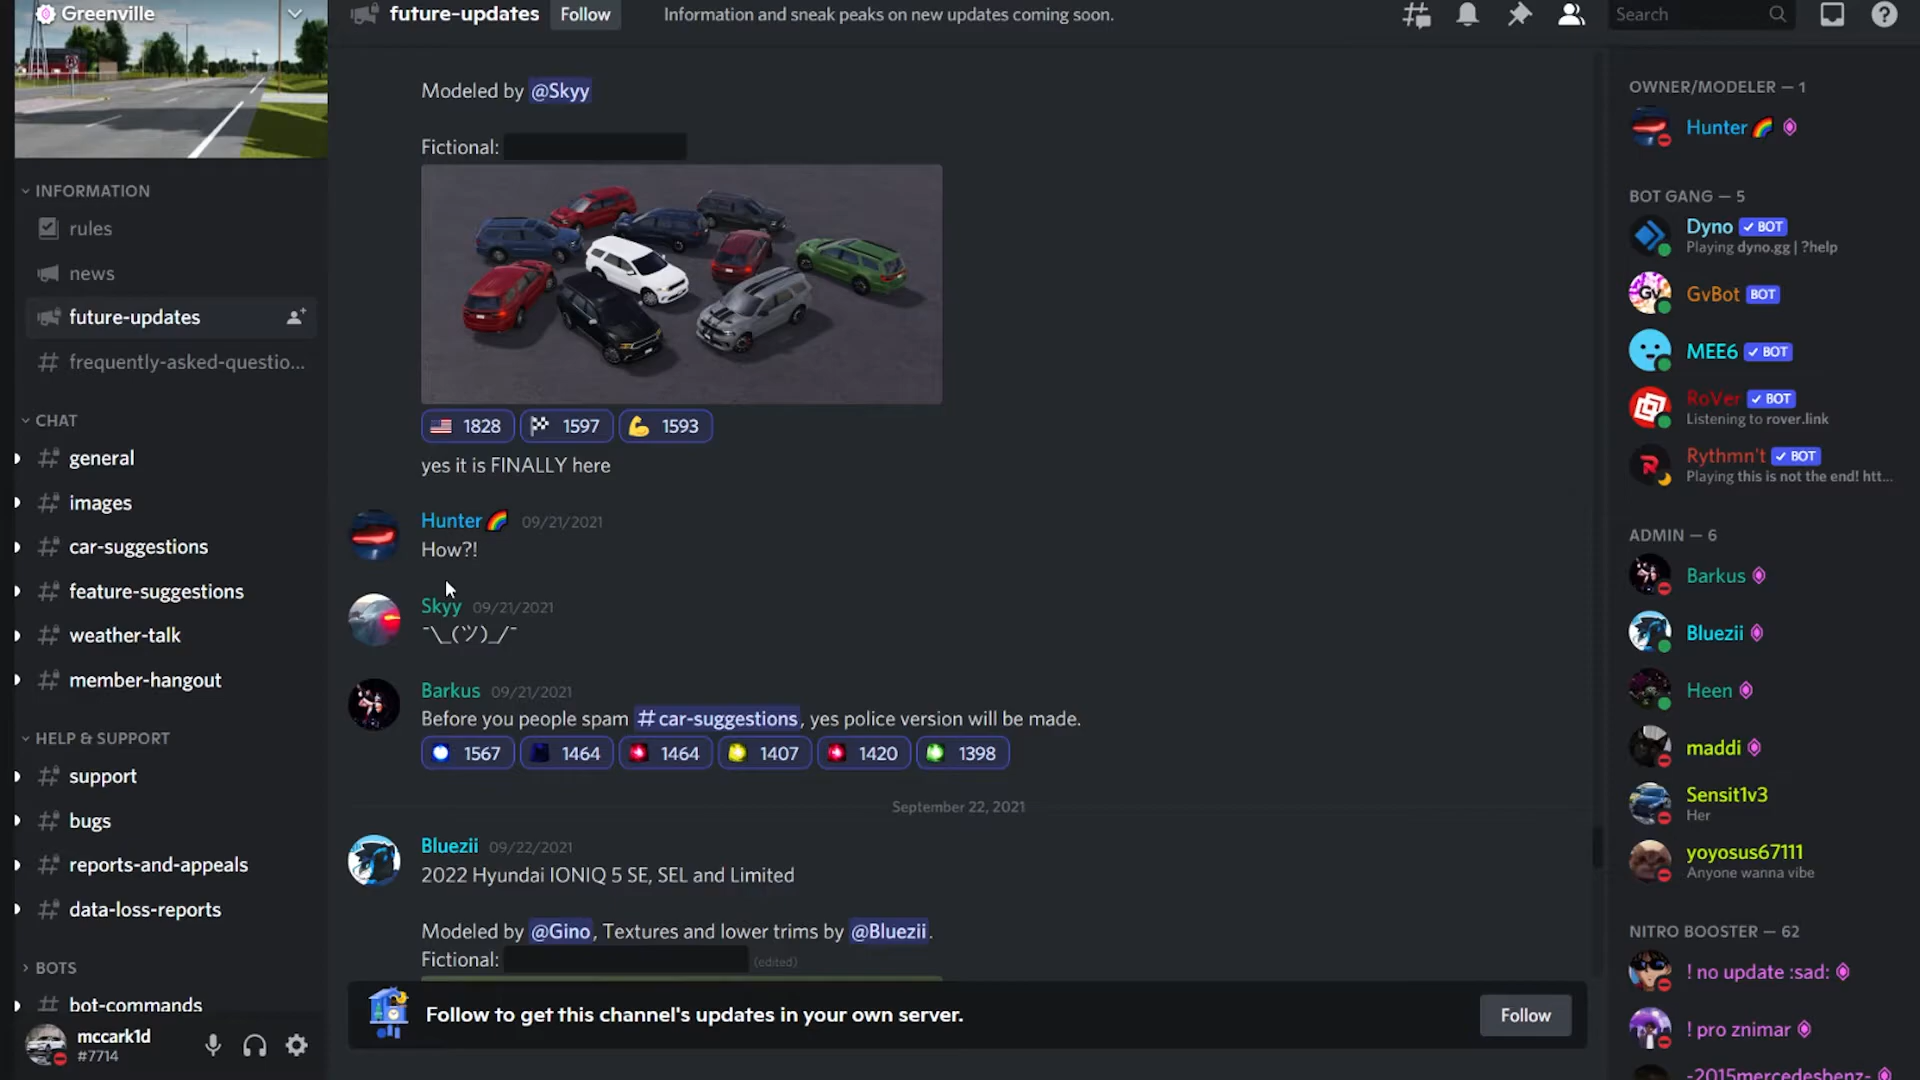 Greenville
future-updates
Follow
Information and sneak peaks on new updates coming soon.
Search
INFORMATION
rules
news
future-updates
frequently-asked-questio...
CHAT
general
images
car-suggestions
feature-suggestions
weather-talk
member-hangout
HELP & SUPPORT
support
bugs
reports-and-appeals
data-loss-reports
BOTS
bot-commands
mccark1d
#7714
Modeled by @Skyy
Fictional:
1828 1597 1593
yes it is FINALLY here
Hunter 09/21/2021
How?!
Skyy 09/21/2021
¯\_(ツ)_/¯
Barkus 09/21/2021
Before you people spam #car-suggestions, yes police version will be made.
1567 1464 1464 1407 1420 1398
September 22, 2021
Bluezii 09/22/2021
2022 Hyundai IONIQ 5 SE, SEL and Limited
Modeled by @Gino, Textures and lower trims by @Bluezii.
Fictional: (edited)
Follow to get this channel's updates in your own server.
Follow
OWNER/MODELER — 1
Hunter
BOT GANG — 5
Dyno BOT
Playing dyno.gg | ?help
GvBot BOT
MEE6 BOT
RoVer BOT
Listening to rover.link
Rythmn't BOT
Playing this is not the end! htt...
ADMIN — 6
Barkus
Bluezii
Heen
maddi
Sensit1v3
Her
yoyosus67111
Anyone wanna vibe
NITRO BOOSTER — 62
! no update :sad:
! pro znimar
-2015mercedesbenz-